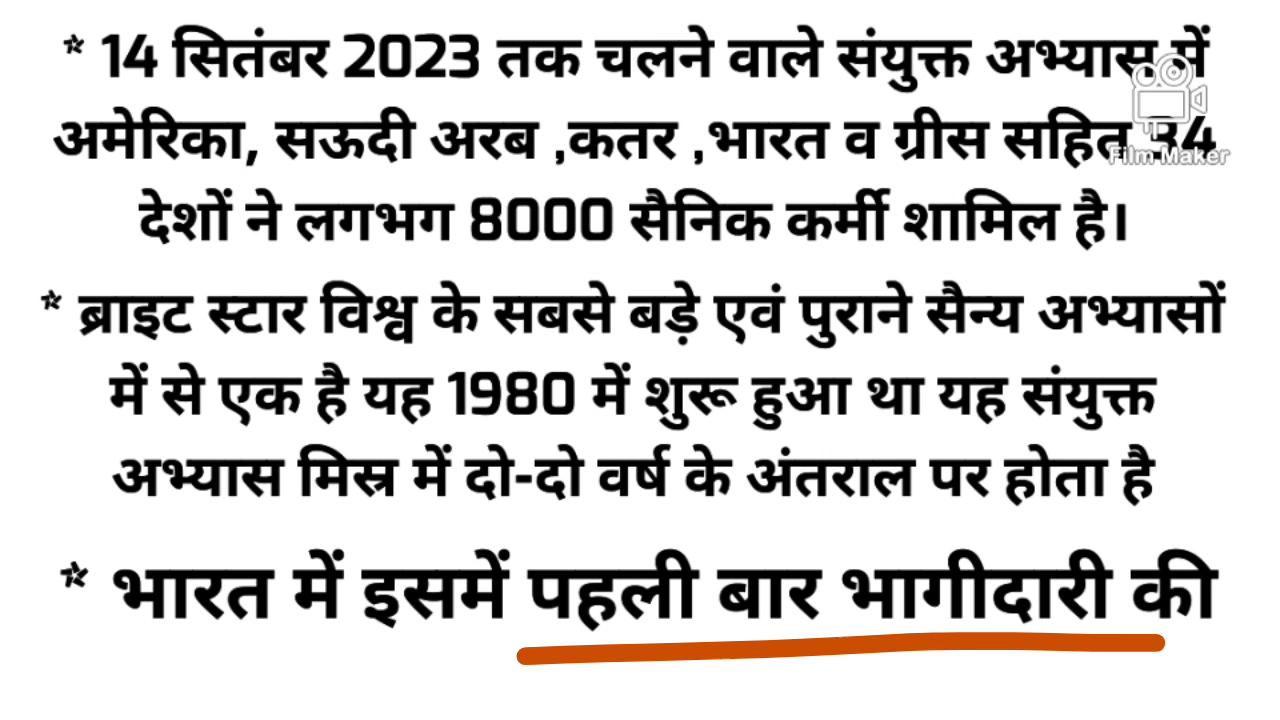 * 14 सितंबर 2023 तक चलने वाले संयुक्त अभ्यास में
अमेरिका, सऊदी अरब ,कतर ,भारत व ग्रीस सहित 34
देशों ने लगभग 8000 सैनिक कर्मी शामिल है।
* ब्राइट स्टार विश्व के सबसे बड़े एवं पुराने सैन्य अभ्यासों
में से एक है यह 1980 में शुरू हुआ था यह संयुक्त
अभ्यास मिस्र में दो-दो वर्ष के अंतराल पर होता है
* भारत में इसमें पहली बार भागीदारी की
Film Maker